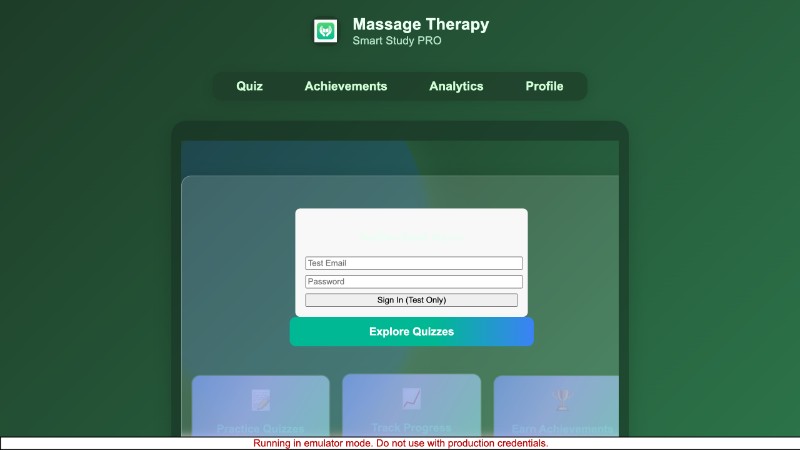 Massage Therapy
Smart Study PRO
Quiz Achievements Analytics Profile
Test Email
Password
Sign In (Test Only)
Explore Quizzes
Practice Quizzes Track Progress Earn Achievements
Running in emulator mode. Do not use with production credentials.